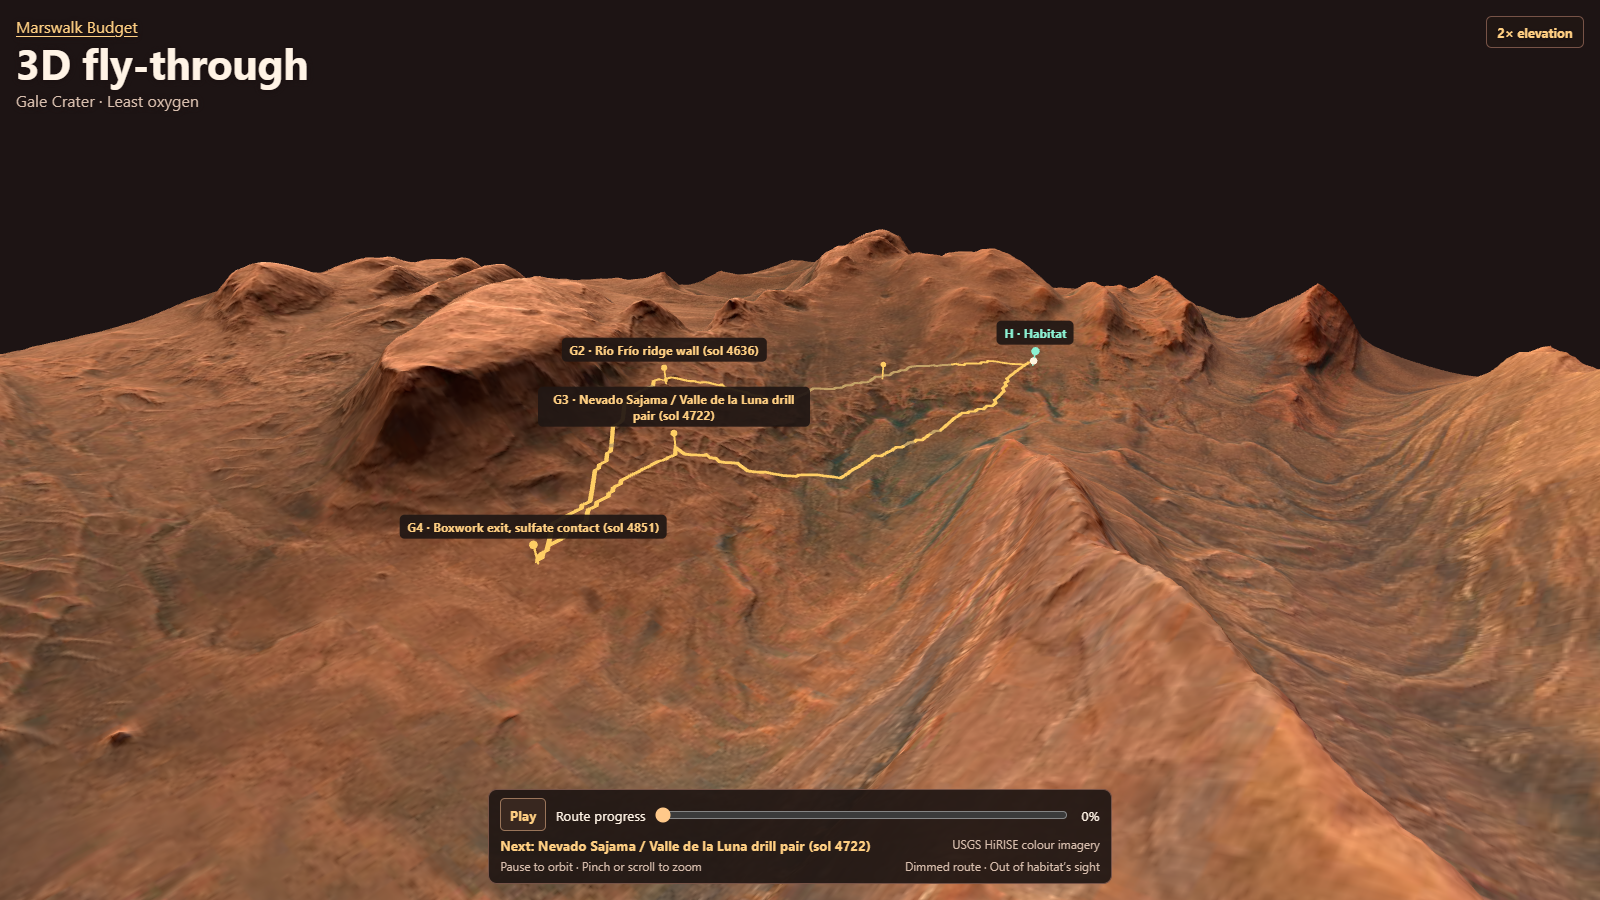 Marswalk Budget
3D fly-through
Gale Crater · Least oxygen
2× elevation
H · Habitat
G2 · Río Frío ridge wall (sol 4636)
G3 · Nevado Sajama / Valle de la Luna drill
pair (sol 4722)
G4 · Boxwork exit, sulfate contact (sol 4851)
Play
Route progress
0%
Next: Nevado Sajama / Valle de la Luna drill pair (sol 4722)
USGS HiRISE colour imagery
Pause to orbit · Pinch or scroll to zoom
Dimmed route · Out of habitat's sight